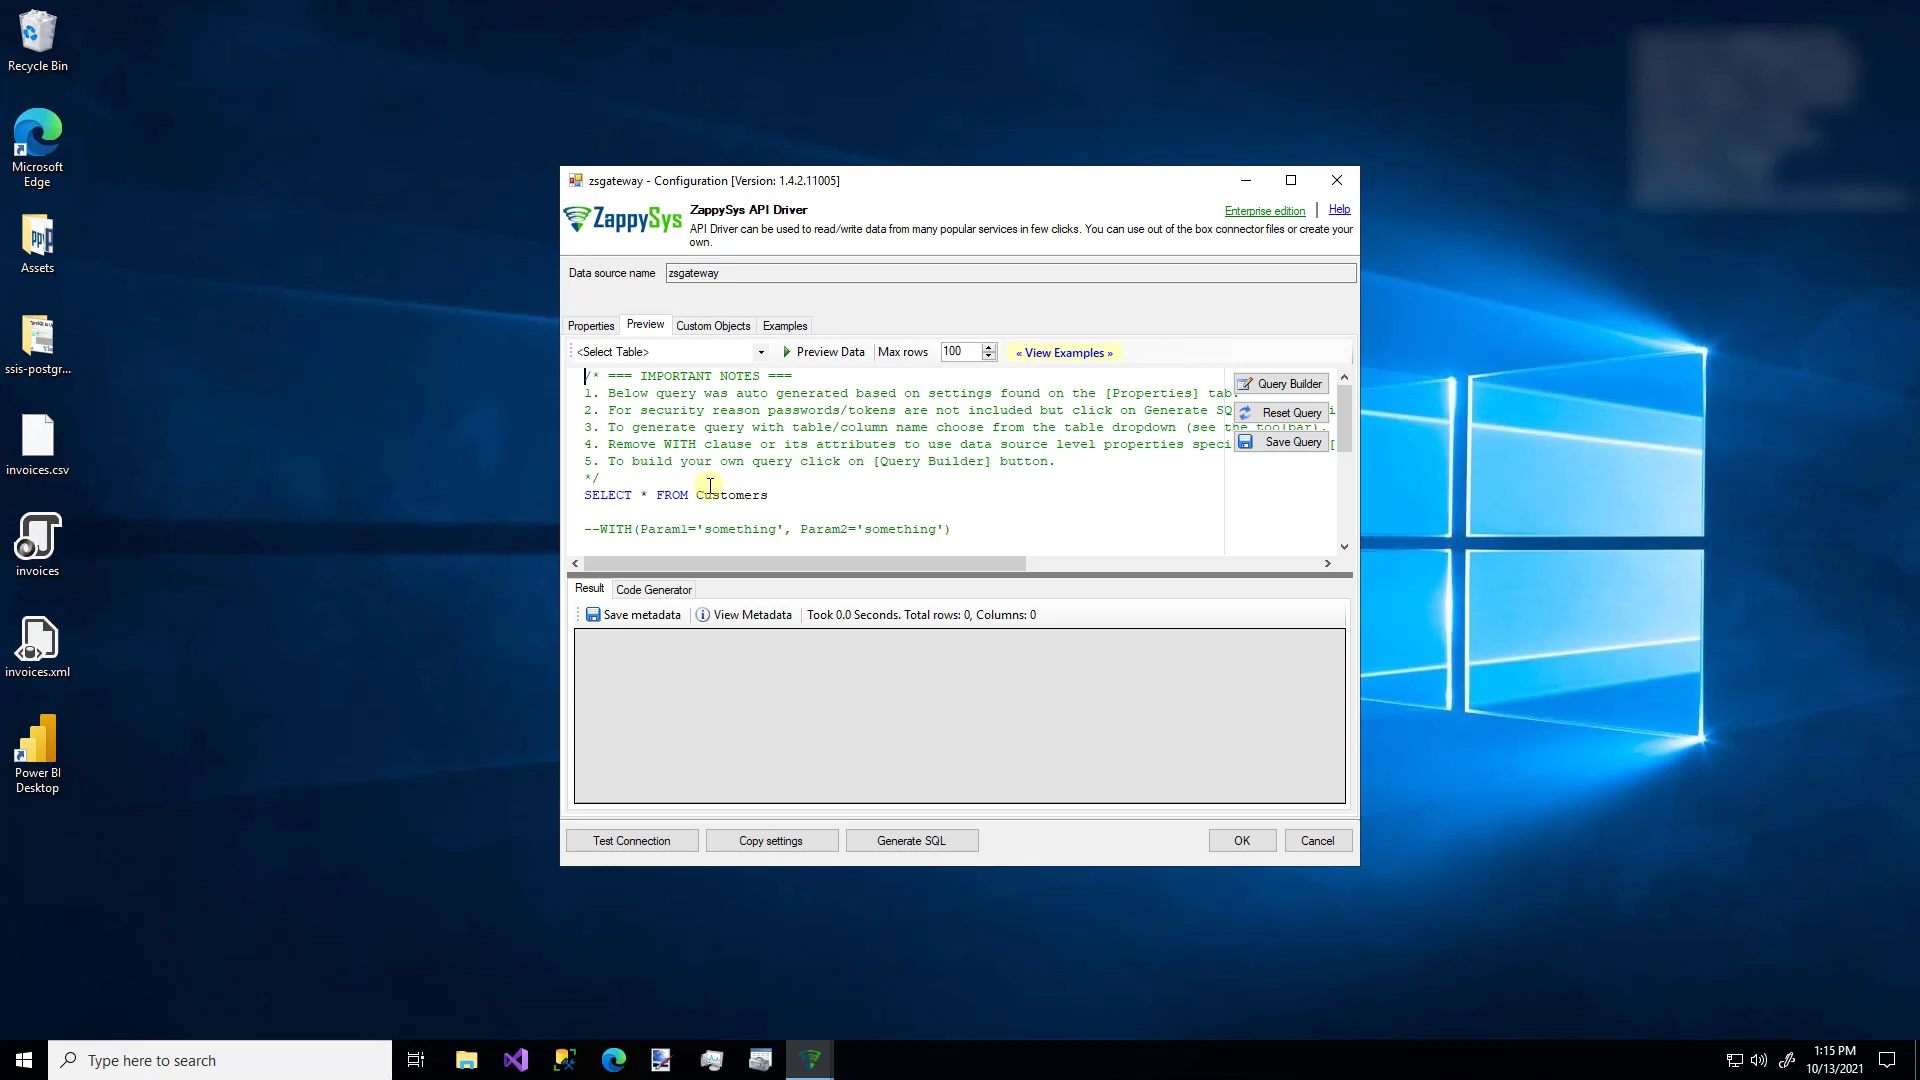 Recycle Bin
Microsoft
Edge
Assets
ssis-postgr...
invoices.csv
invoices
invoices.xml
Power BI
Desktop
zsgateway - Configuration [Version: 1.4.2.11005]
ZappySys
ZappySys API Driver
Enterprise edition | Help
API Driver can be used to read/write data from many popular services in few clicks. You can use out of the box connector files or create your
own.
Data source name zsgateway
Properties Preview Custom Objects Examples
<Select Table> Preview Data Max rows 100 « View Examples »
/* === IMPORTANT NOTES ===
1. Below query was auto generated based on settings found on the [Properties] tab.
2. For security reason passwords/tokens are not included but click on Generate SQ
3. To generate query with table/column name choose from the table dropdown (see the toolbar).
4. Remove WITH clause or its attributes to use data source level properties speci
5. To build your own query click on [Query Builder] button.
*/
SELECT * FROM Customers
--WITH(Param1='something', Param2='something')
Query Builder
Reset Query
Save Query
Result Code Generator
Save metadata View Metadata Took 0.0 Seconds. Total rows: 0, Columns: 0
Test Connection Copy settings Generate SQL OK Cancel
Type here to search
1:15 PM
10/13/2021